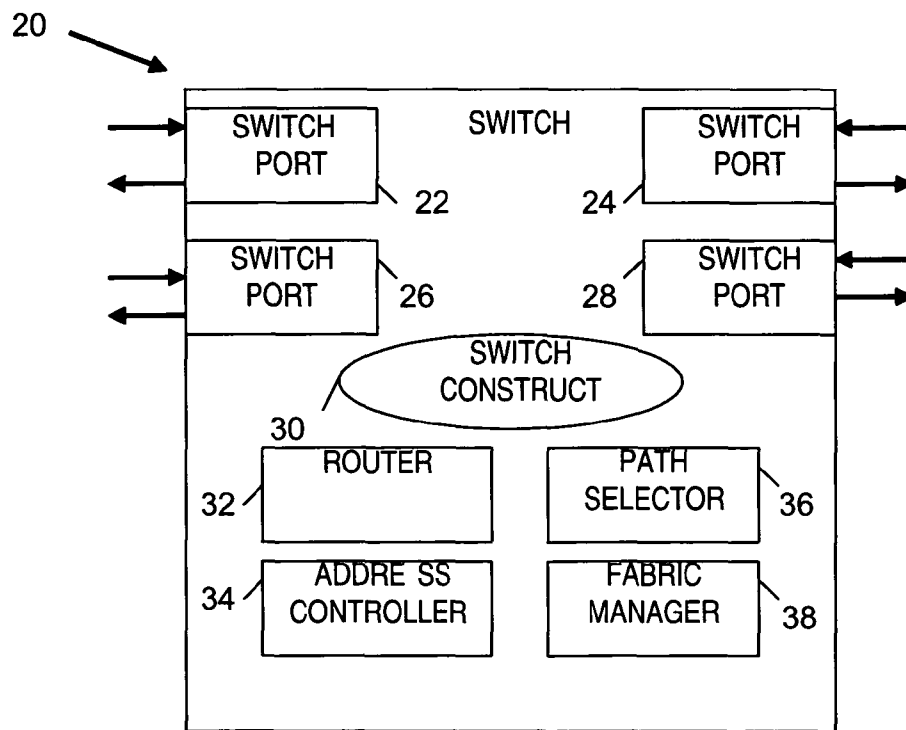 20
SWITCH
PORT
SWITCH
SWITCH
PORT
22
24
SWITCH
PORT
26
28
SWITCH
PORT
SWITCH
CONSTRUCT
30
ROUTER
32
PATH
SELECTOR
36
ADDRE SS
CONTROLLER
34
FABRIC
MANAGER
38